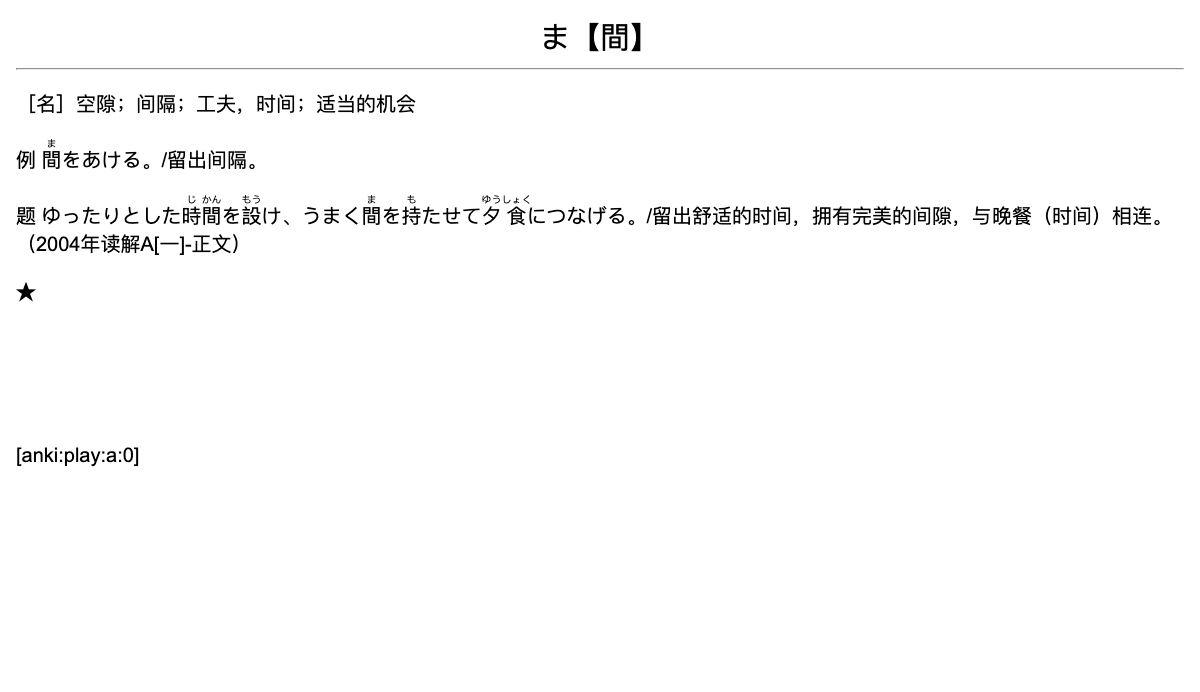 ま【間】
［名］空隙；间隔；工夫，时间；适当的机会
ま
例 間をあける。/留出间隔。
じ かん もう ま も ゆうしょく
题 ゆったりとした時間を設け、うまく間を持たせて夕食につなげる。/留出舒适的时间，拥有完美的间隙，与晚餐（时间）相连。
（2004年读解A[一]-正文）
★
[anki:play:a:0]